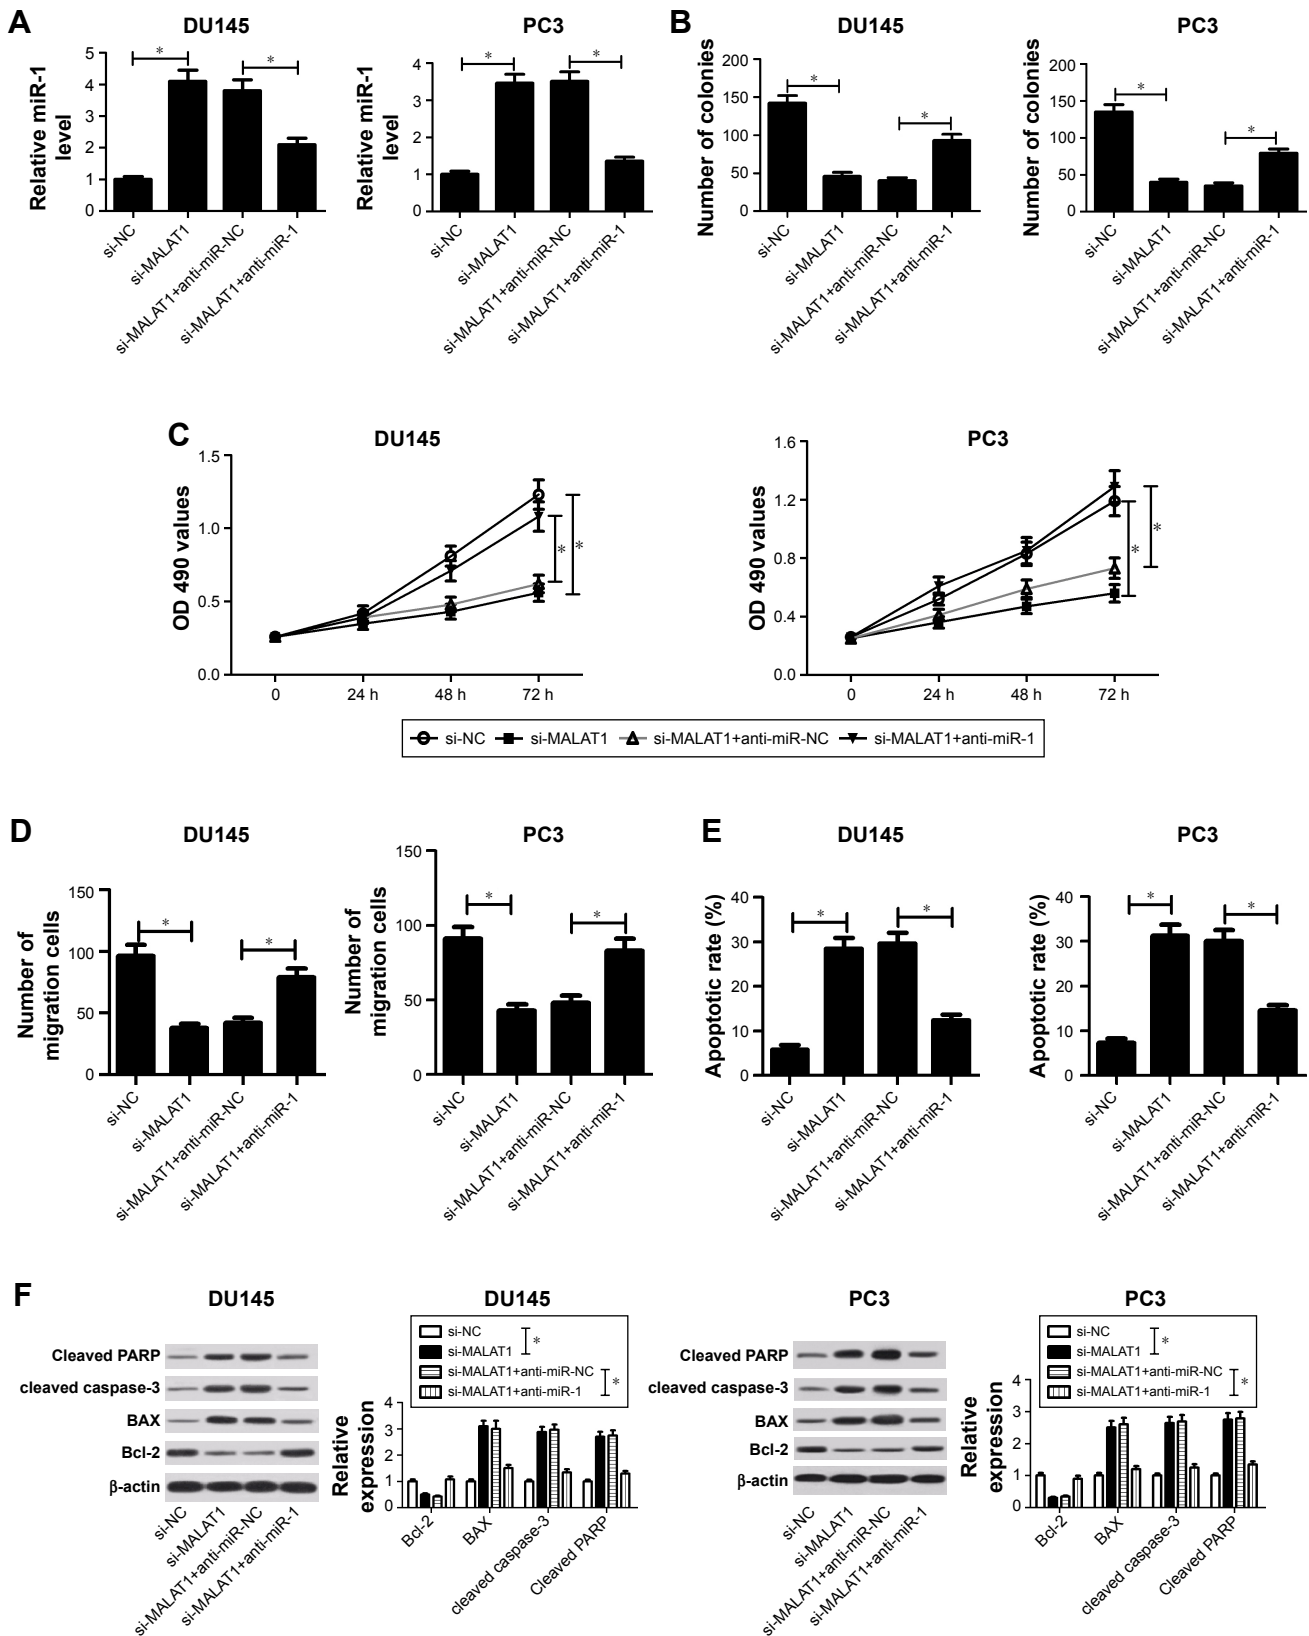 A
DU145
Relative miR-1
level
5
4
3
2
1
0
*
*
si-NC
si-MALAT1
si-MALAT1+anti-miR-NC
si-MALAT1+anti-miR-1
PC3
Relative miR-1
level
4
3
2
1
0
*
*
si-NC
si-MALAT1
si-MALAT1+anti-miR-NC
si-MALAT1+anti-miR-1
B
DU145
Number of colonies
200
150
100
50
0
*
*
si-NC
si-MALAT1
si-MALAT1+anti-miR-NC
si-MALAT1+anti-miR-1
PC3
Number of colonies
200
150
100
50
0
*
*
si-NC
si-MALAT1
si-MALAT1+anti-miR-NC
si-MALAT1+anti-miR-1
C
DU145
OD 490 values
1.5
1.0
0.5
0.0
0
24 h
48 h
72 h
*
*
PC3
OD 490 values
1.6
1.2
0.8
0.4
0.0
0
24 h
48 h
72 h
*
*
si-NC
si-MALAT1
si-MALAT1+anti-miR-NC
si-MALAT1+anti-miR-1
D
DU145
Number of
migration cells
150
100
50
0
*
*
si-NC
si-MALAT1
si-MALAT1+anti-miR-NC
si-MALAT1+anti-miR-1
PC3
Number of
migration cells
150
100
50
0
*
*
si-NC
si-MALAT1
si-MALAT1+anti-miR-NC
si-MALAT1+anti-miR-1
E
DU145
Apoptotic rate (%)
40
30
20
10
0
*
*
si-NC
si-MALAT1
si-MALAT1+anti-miR-NC
si-MALAT1+anti-miR-1
PC3
Apoptotic rate (%)
40
30
20
10
0
*
*
si-NC
si-MALAT1
si-MALAT1+anti-miR-NC
si-MALAT1+anti-miR-1
F
DU145
Cleaved PARP
cleaved caspase-3
BAX
Bcl-2
β-actin
si-NC
si-MALAT1
si-MALAT1+anti-miR-NC
si-MALAT1+anti-miR-1
DU145
si-NC
si-MALAT1
si-MALAT1+anti-miR-NC
si-MALAT1+anti-miR-1
*
*
Relative
expression
4
3
2
1
0
Bcl-2
BAX
cleaved caspase-3
Cleaved PARP
PC3
Cleaved PARP
cleaved caspase-3
BAX
Bcl-2
β-actin
si-NC
si-MALAT1
si-MALAT1+anti-miR-NC
si-MALAT1+anti-miR-1
PC3
si-NC
si-MALAT1
si-MALAT1+anti-miR-NC
si-MALAT1+anti-miR-1
*
*
Relative
expression
4
3
2
1
0
Bcl-2
BAX
cleaved caspase-3
Cleaved PARP